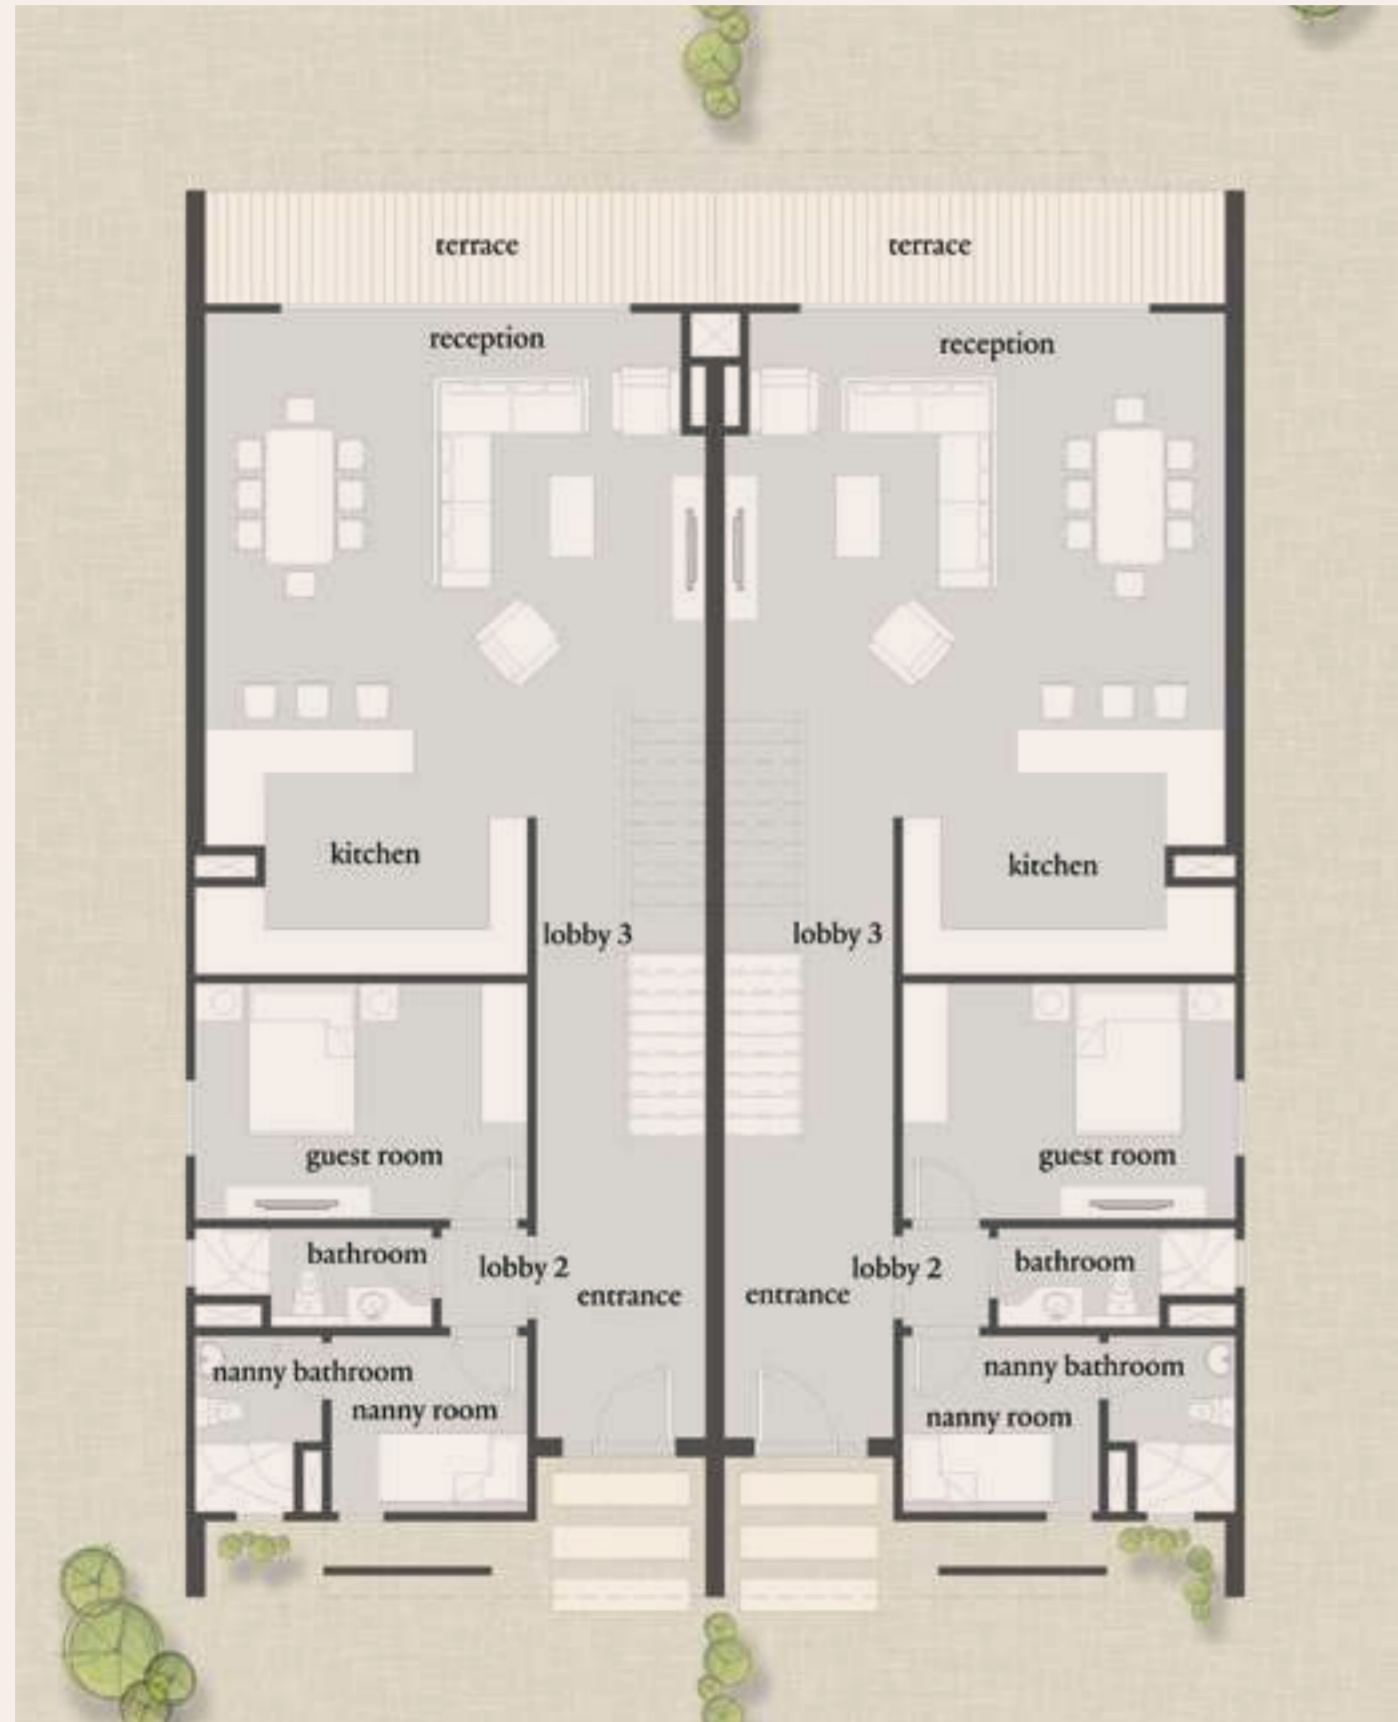 terrace
terrace
reception
reception
kitchen
kitchen
lobby 3
lobby 3
guest room
guest room
bathroom
lobby 2
entrance
entrance
lobby 2
bathroom
nanny bathroom
nanny room
nanny bathroom
nanny room